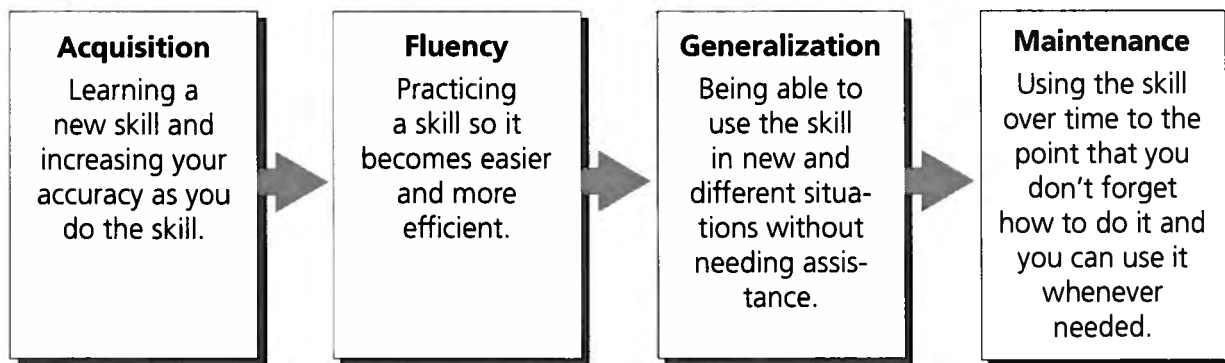 Acquisition
Learning a
new skill and
increasing your
accuracy as you
do the skill.
Fluency
Practicing
a skill so it
becomes easier
and more
efficient.
Generalization
Being able to
use the skill
in new and
different situa-
tions without
needing assis-
tance.
Maintenance
Using the skill
over time to the
point that you
don't forget
how to do it and
you can use it
whenever
needed.